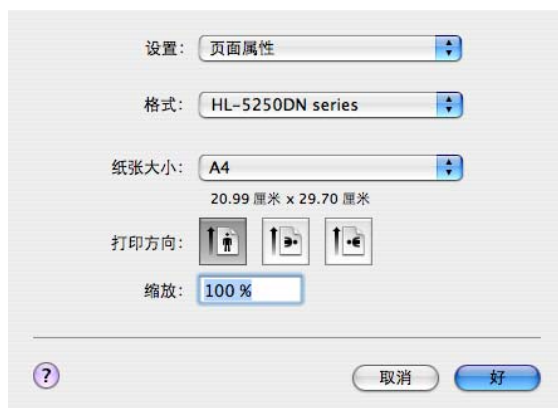 设置： 页面属性
格式： HL-5250DN series
纸张大小： A4
20.99 厘米 x 29.70 厘米
打印方向：
缩放： 100 %
? 取消 好